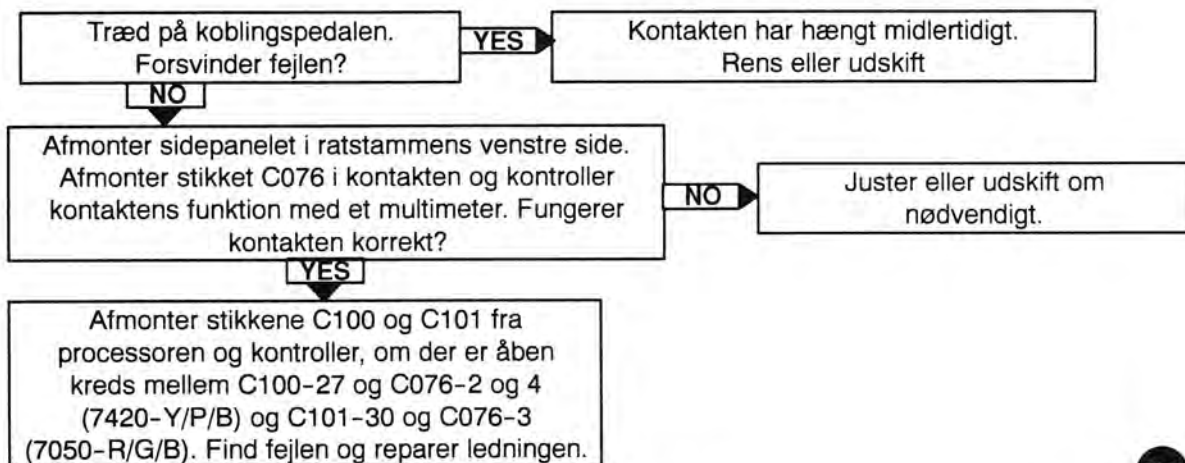 Træd på koblingspedalen.
Forsvinder fejlen?
YES
Kontakten har hængt midlertidigt.
Rens eller udskift
NO
Afmonter sidepanelet i ratstammens venstre side.
Afmonter stikket C076 i kontakten og kontroller
kontaktens funktion med et multimeter. Fungerer
kontakten korrekt?
NO
Juster eller udskift om
nødvendigt.
YES
Afmonter stikkene C100 og C101 fra
processoren og kontroller, om der er åben
kreds mellem C100-27 og C076-2 og 4
(7420-Y/P/B) og C101-30 og C076-3
(7050-R/G/B). Find fejlen og reparer ledningen.